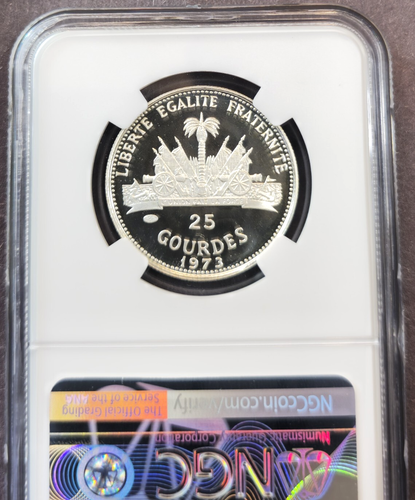 LIBERTE EGALITE FRATERNITE
25
GOURDES
1973
NGCcoin.com/verify
The Official Grading
Service of the
Numismatic Guaranty
Corporation
NGC